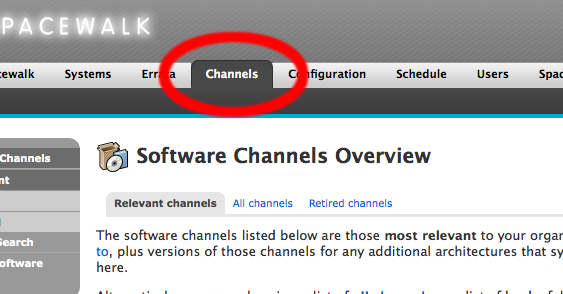 PACEWALK
ewalk Systems Errata Channels Configuration Schedule Users Spac
Channels
nt
Search
oftware
Software Channels Overview
Relevant channels All channels Retired channels
The software channels listed below are those most relevant to your organ
to, plus versions of those channels for any additional architectures that sy
here.